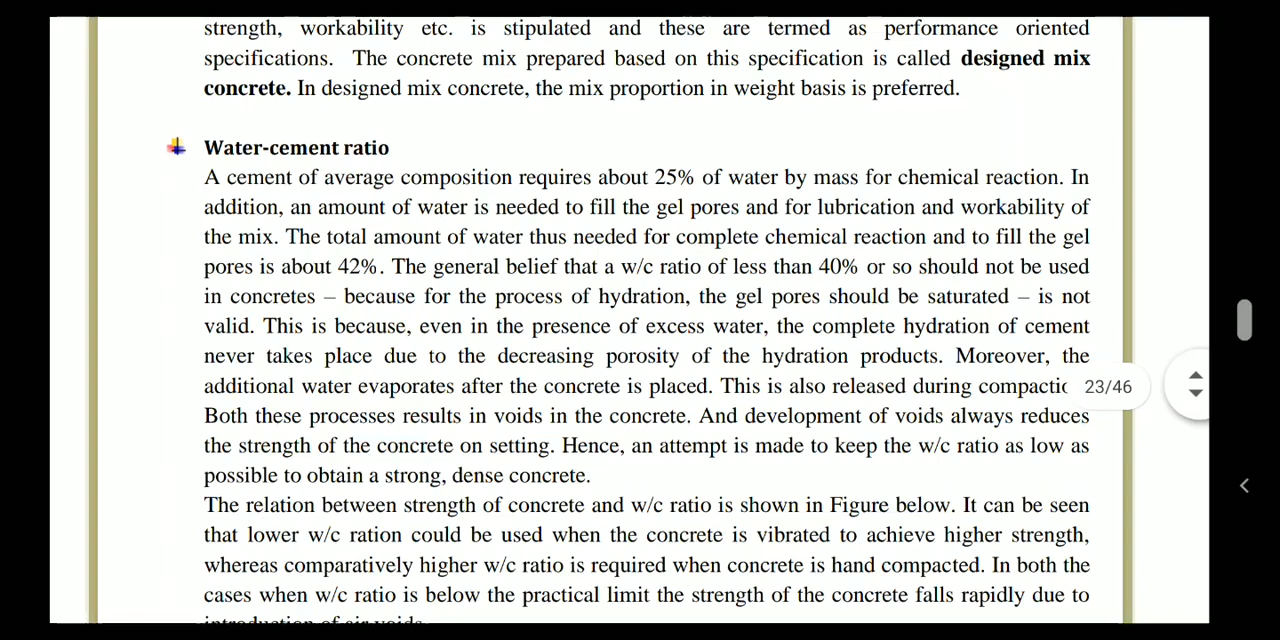 strength, workability etc. is stipulated and these are termed as performance oriented
specifications. The concrete mix prepared based on this specification is called designed mix
concrete. In designed mix concrete, the mix proportion in weight basis is preferred.
Water-cement ratio
A cement of average composition requires about 25% of water by mass for chemical reaction. In
addition, an amount of water is needed to fill the gel pores and for lubrication and workability of
the mix. The total amount of water thus needed for complete chemical reaction and to fill the gel
pores is about 42%. The general belief that a w/c ratio of less than 40% or so should not be used
in concretes – because for the process of hydration, the gel pores should be saturated – is not
valid. This is because, even in the presence of excess water, the complete hydration of cement
never takes place due to the decreasing porosity of the hydration products. Moreover, the
additional water evaporates after the concrete is placed. This is also released during compactic 23/46
Both these processes results in voids in the concrete. And development of voids always reduces
the strength of the concrete on setting. Hence, an attempt is made to keep the w/c ratio as low as
possible to obtain a strong, dense concrete.
The relation between strength of concrete and w/c ratio is shown in Figure below. It can be seen
that lower w/c ration could be used when the concrete is vibrated to achieve higher strength,
whereas comparatively higher w/c ratio is required when concrete is hand compacted. In both the
cases when w/c ratio is below the practical limit the strength of the concrete falls rapidly due to
introduction of air voids.